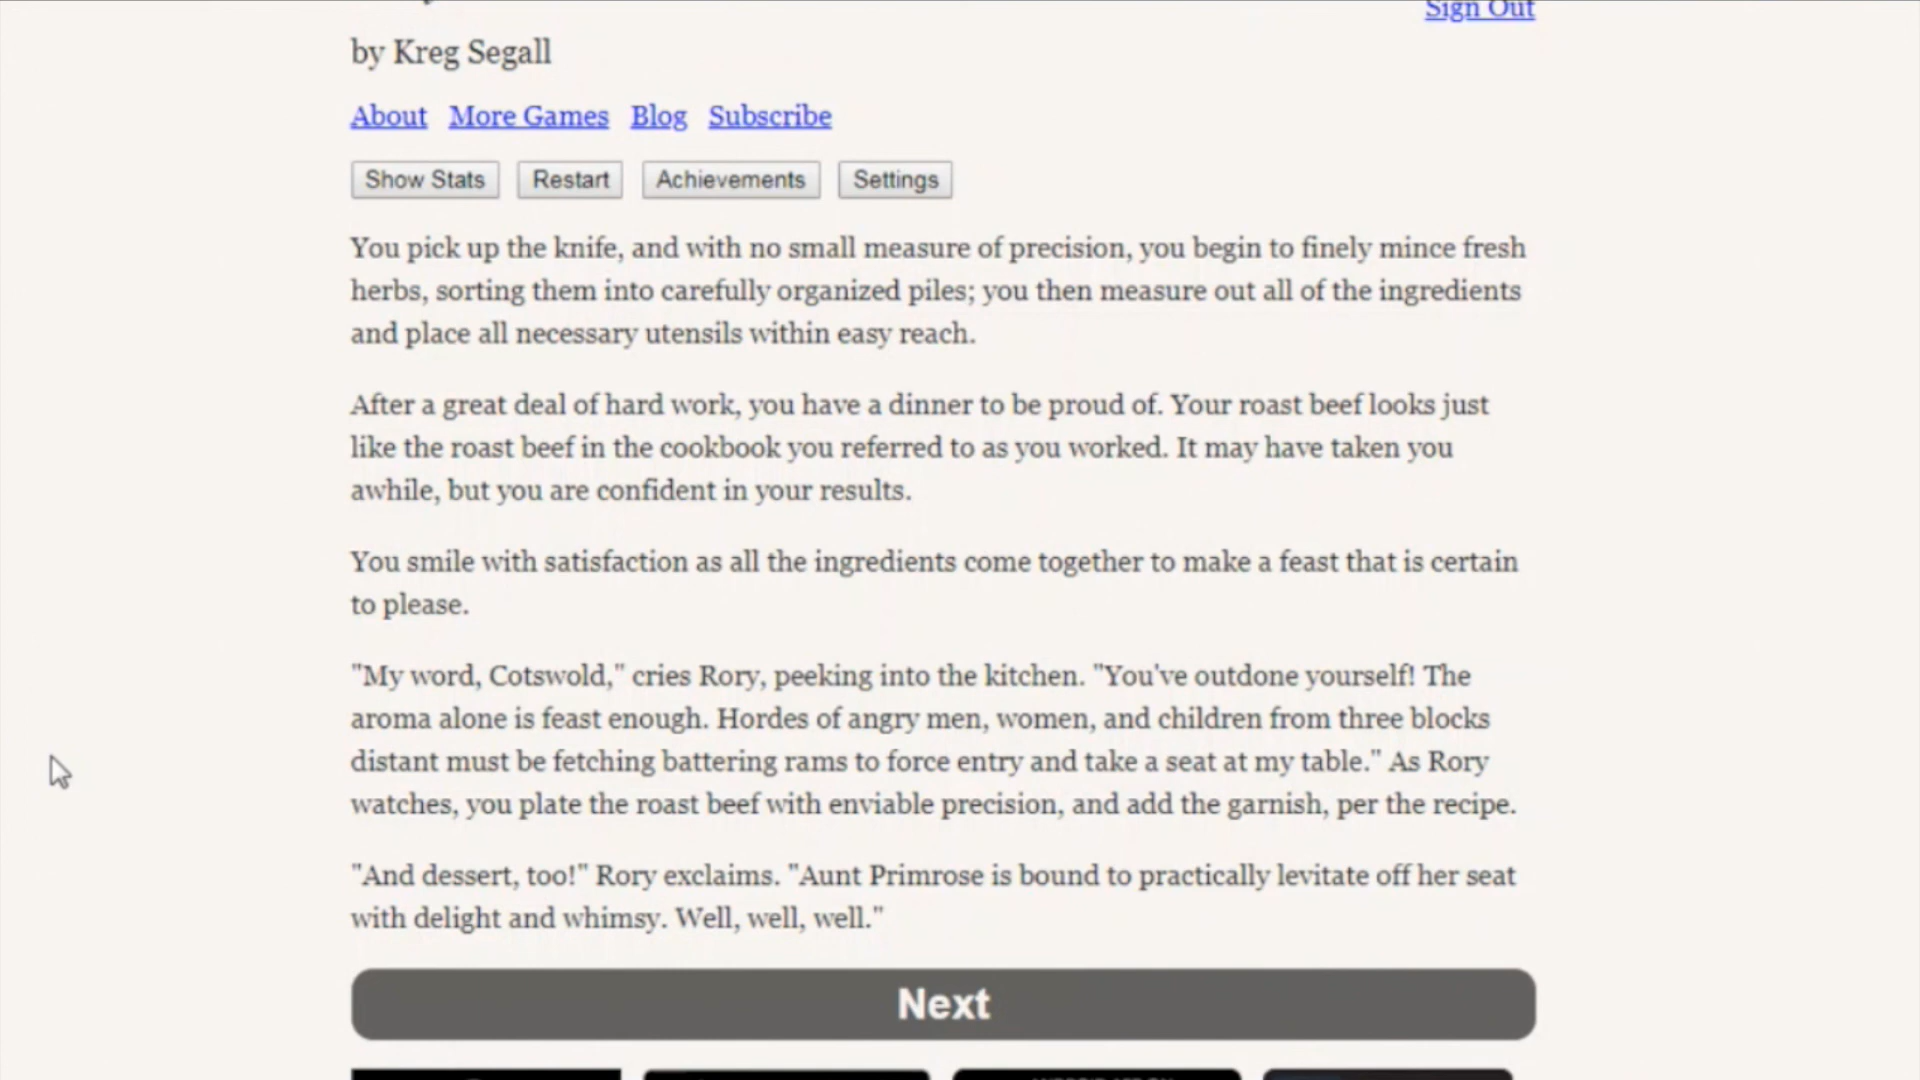 Sign Out
by Kreg Segall
About More Games Blog Subscribe
Show Stats Restart Achievements Settings
You pick up the knife, and with no small measure of precision, you begin to finely mince fresh
herbs, sorting them into carefully organized piles; you then measure out all of the ingredients
and place all necessary utensils within easy reach.
After a great deal of hard work, you have a dinner to be proud of. Your roast beef looks just
like the roast beef in the cookbook you referred to as you worked. It may have taken you
awhile, but you are confident in your results.
You smile with satisfaction as all the ingredients come together to make a feast that is certain
to please.
"My word, Cotswold," cries Rory, peeking into the kitchen. "You've outdone yourself! The
aroma alone is feast enough. Hordes of angry men, women, and children from three blocks
distant must be fetching battering rams to force entry and take a seat at my table." As Rory
watches, you plate the roast beef with enviable precision, and add the garnish, per the recipe.
"And dessert, too!" Rory exclaims. "Aunt Primrose is bound to practically levitate off her seat
with delight and whimsy. Well, well, well."
Next